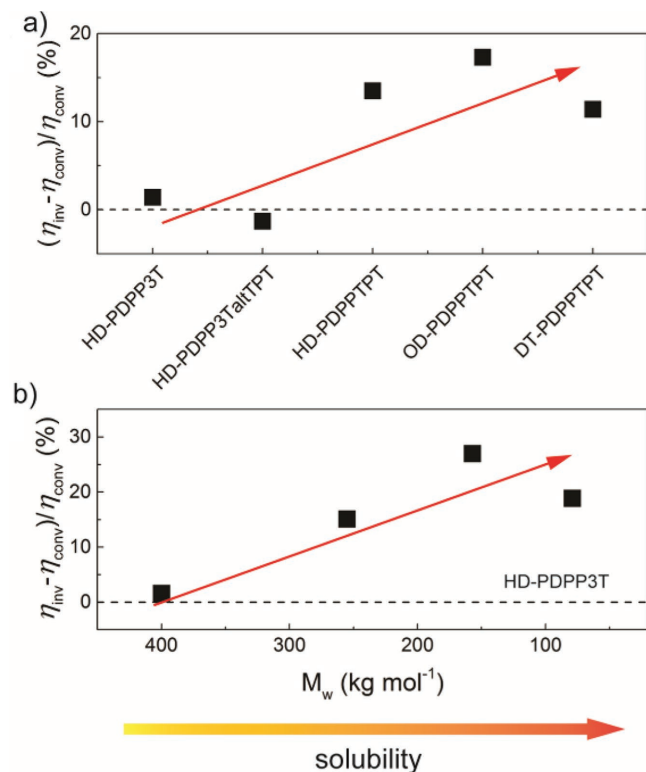 a)
(ηinv-ηconv)/ηconv (%)
20
10
0
HD-PDPP3T
HD-PDPP3TaltTPT
HD-PDPPTPT
OD-PDPPTPT
DT-PDPPTPT
b)
ηinv-ηconv)/ηconv (%)
30
20
10
0
HD-PDPP3T
400
300
200
100
Mw (kg mol⁻¹)
solubility